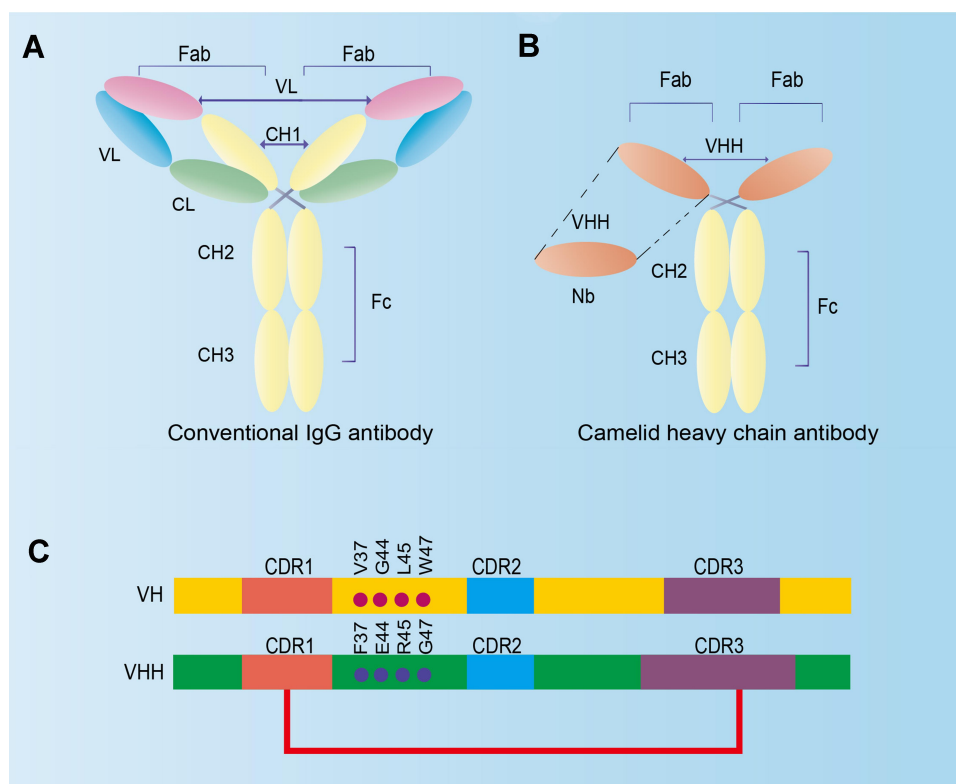 A
Fab
Fab
VL
CH1
VL
CL
CH2
Fc
CH3
Conventional IgG antibody
B
Fab
Fab
VHH
VHH
Nb
CH2
Fc
CH3
Camelid heavy chain antibody
C
CDR1 V37 G44 L45 W47 CDR2 CDR3
VH
CDR1 F37 E44 R45 G47 CDR2 CDR3
VHH